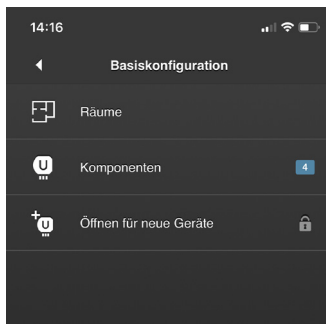 14:16
Basiskonfiguration
Räume
U Komponenten 4
U Öffnen für neue Geräte